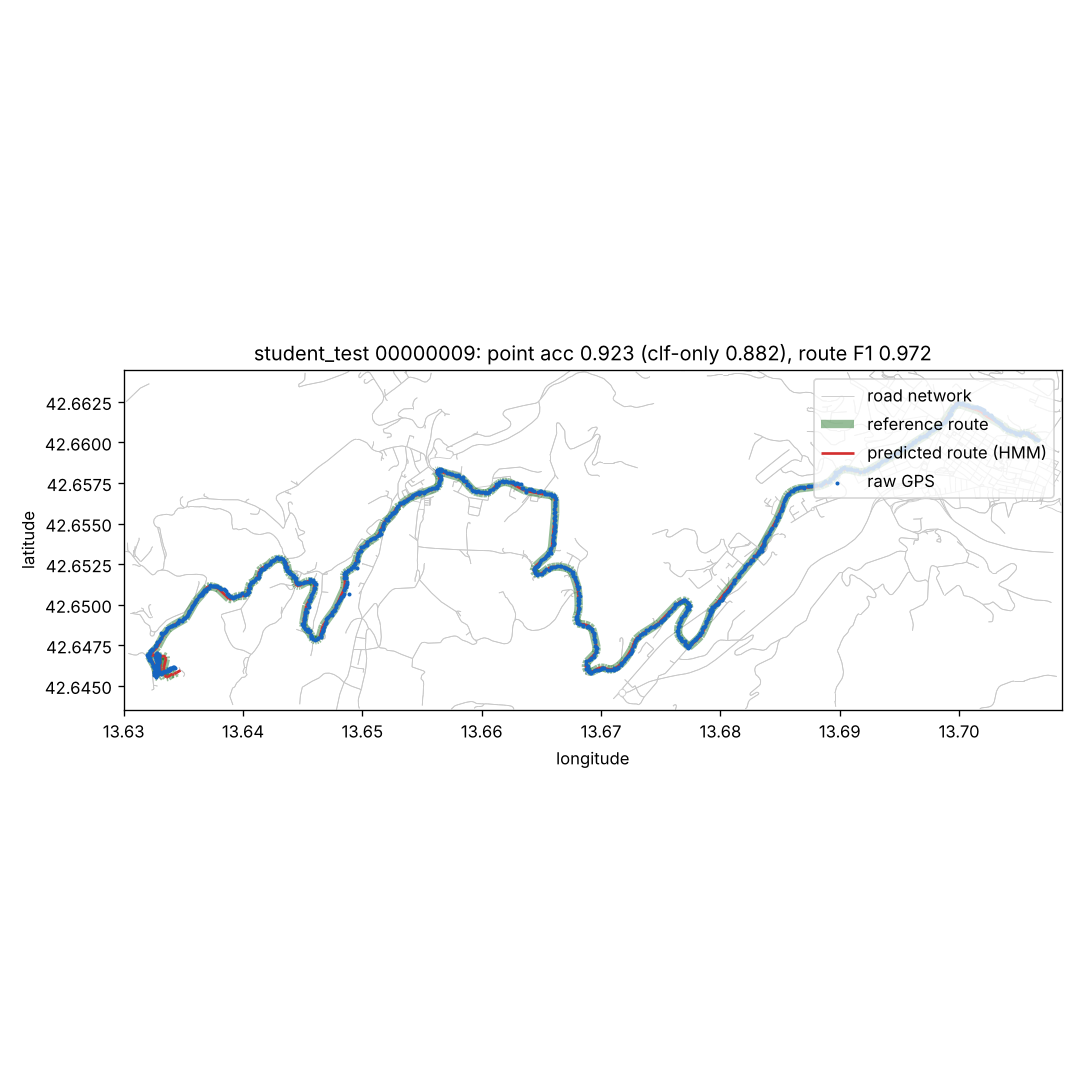 student_test 00000009: point acc 0.923 (clf-only 0.882), route F1 0.972
road network
reference route
predicted route (HMM)
raw GPS
latitude
42.6625
42.6600
42.6575
42.6550
42.6525
42.6500
42.6475
42.6450
13.63 13.64 13.65 13.66 13.67 13.68 13.69 13.70
longitude